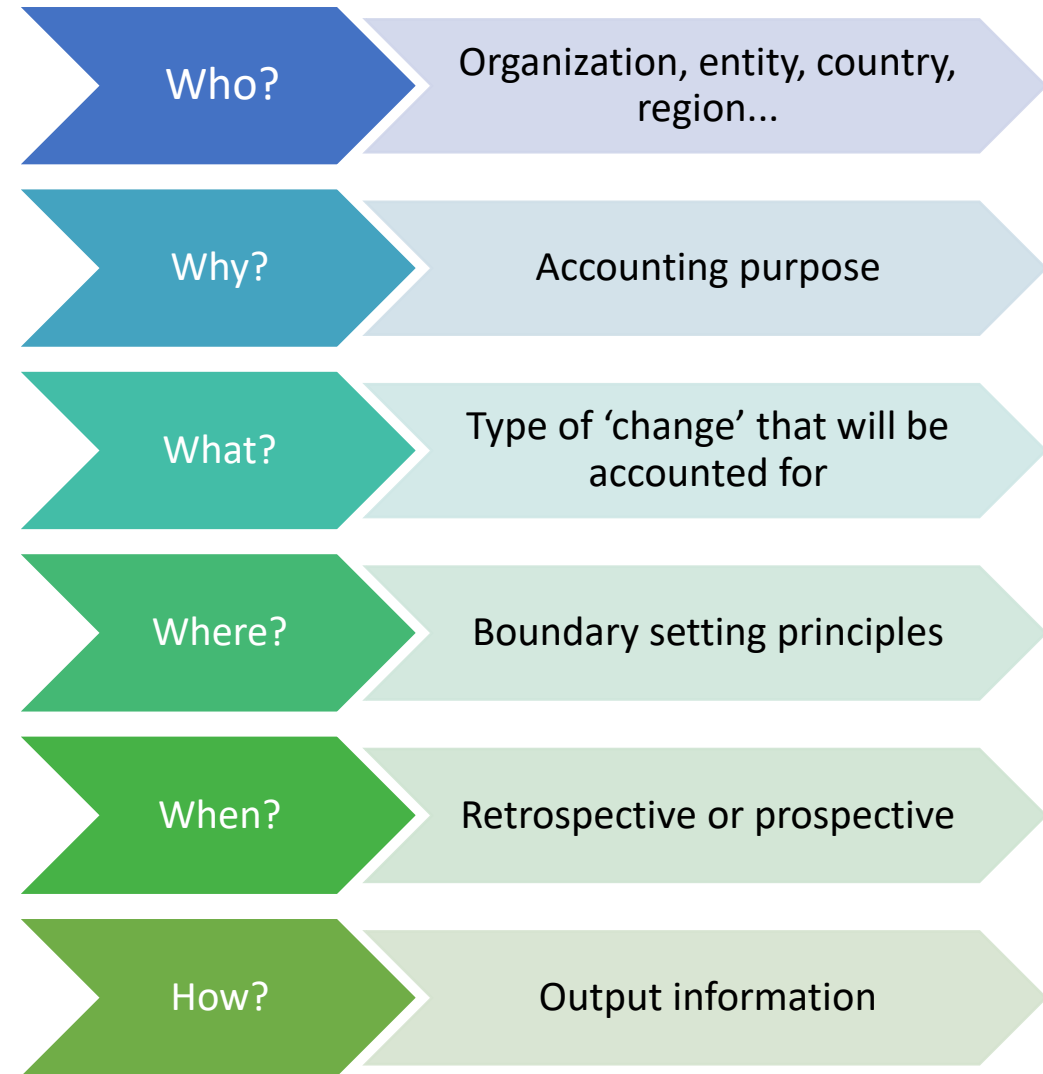 Who?
Organization, entity, country,
region...
Why?
Accounting purpose
What?
Type of ‘change’ that will be
accounted for
Where?
Boundary setting principles
When?
Retrospective or prospective
How?
Output information